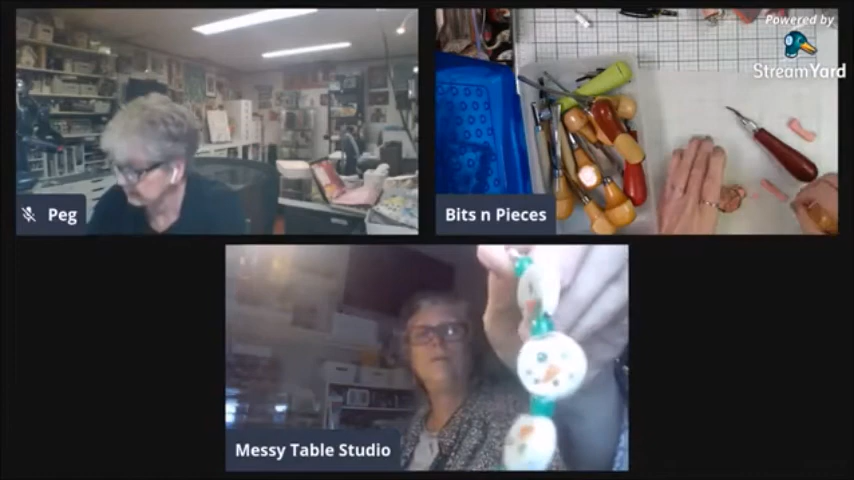 Powered by
StreamYard
Peg
Bits n Pieces
Messy Table Studio